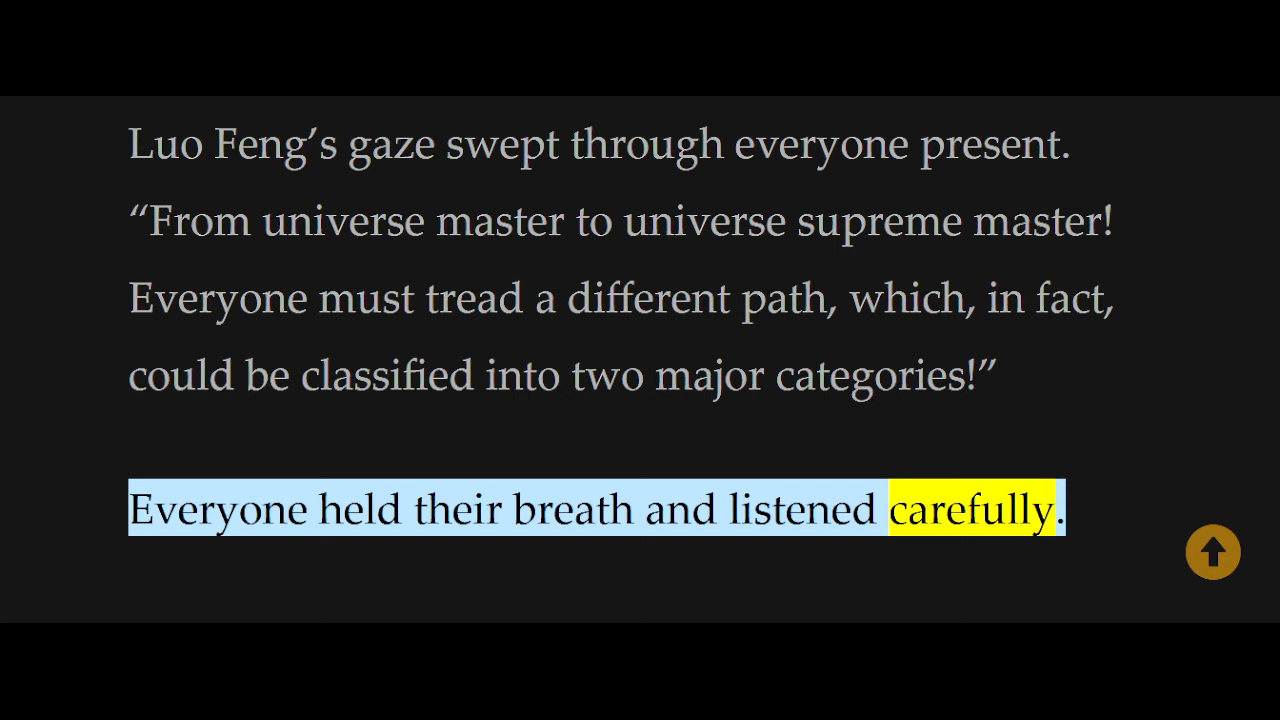 Luo Feng’s gaze swept through everyone present.
“From universe master to universe supreme master!
Everyone must tread a different path, which, in fact,
could be classified into two major categories!”
Everyone held their breath and listened carefully.